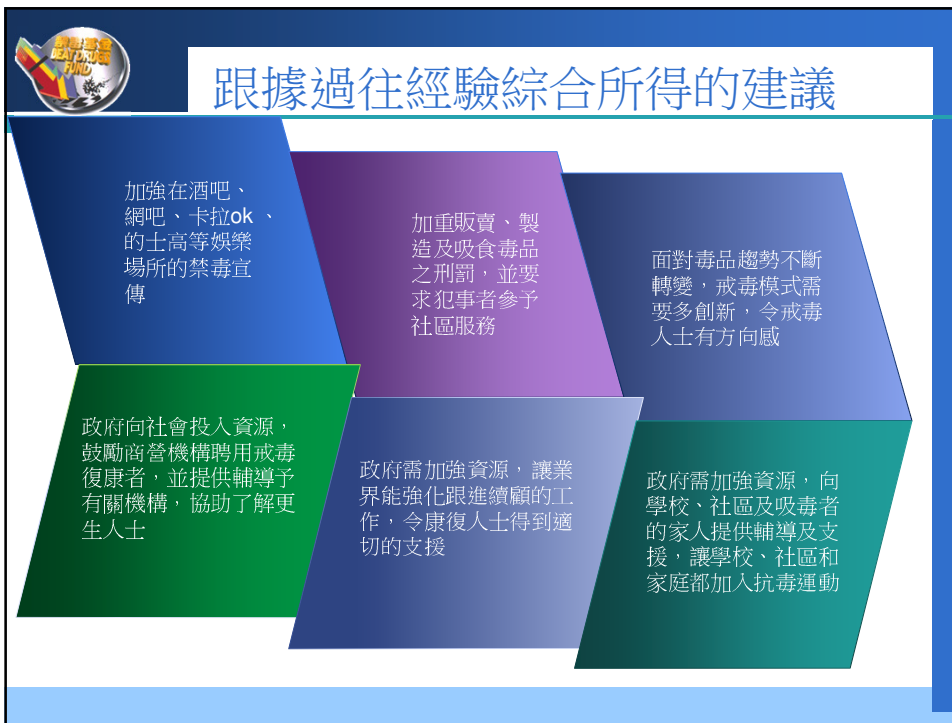 禁毒基金
BEAT DRUGS
FUND
跟據過往經驗綜合所得的建議
加強在酒吧、
網吧、卡拉ok 、
的士高等娛樂
場所的禁毒宣
傳
加重販賣、製
造及吸食毒品
之刑罰，並要
求犯事者參予
社區服務
面對毒品趨勢不斷
轉變，戒毒模式需
要多創新，令戒毒
人士有方向感
政府向社會投入資源，
鼓勵商營機構聘用戒毒
復康者，並提供輔導予
有關機構，協助了解更
生人士
政府需加強資源，讓業
界能強化跟進續顧的工
作，令康復人士得到適
切的支援
政府需加強資源，向
學校、社區及吸毒者
的家人提供輔導及支
援，讓學校、社區和
家庭都加入抗毒運動